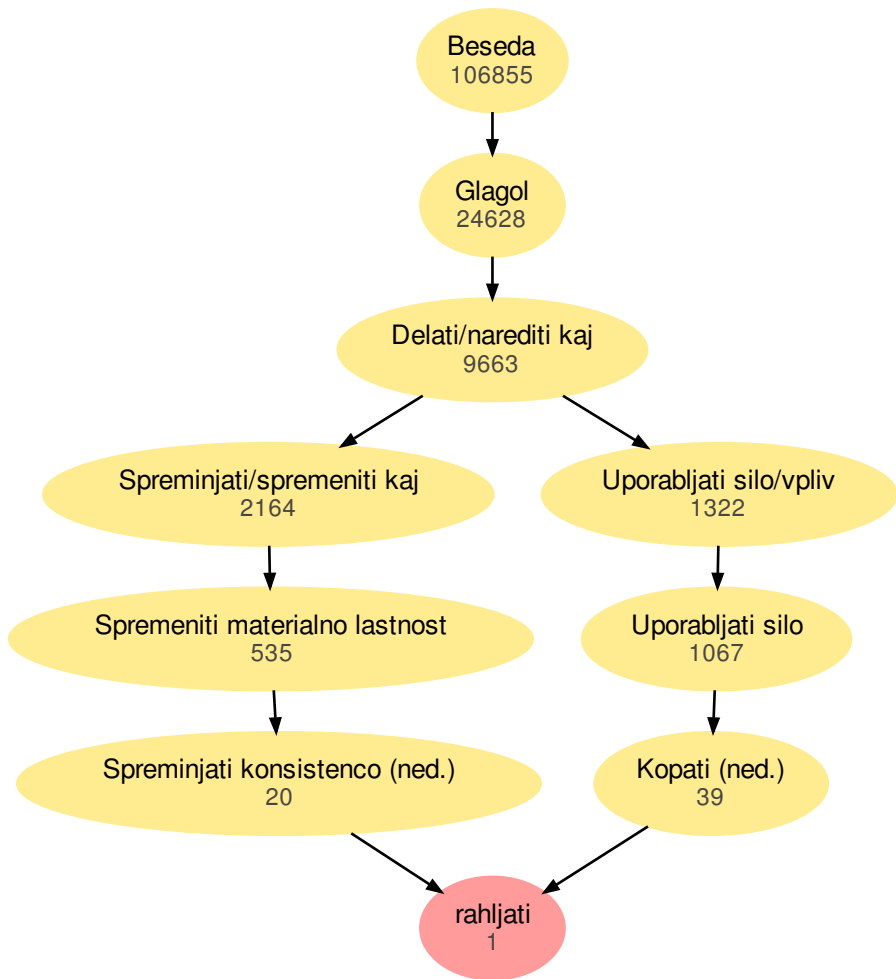 Beseda
106855
Glagol
24628
Delati/narediti kaj
9663
Spreminjati/spremeniti kaj
2164
Uporabljati silo/vpliv
1322
Spremeniti materialno lastnost
535
Uporabljati silo
1067
Spreminjati konsistenco (ned.)
20
Kopati (ned.)
39
rahljati
1